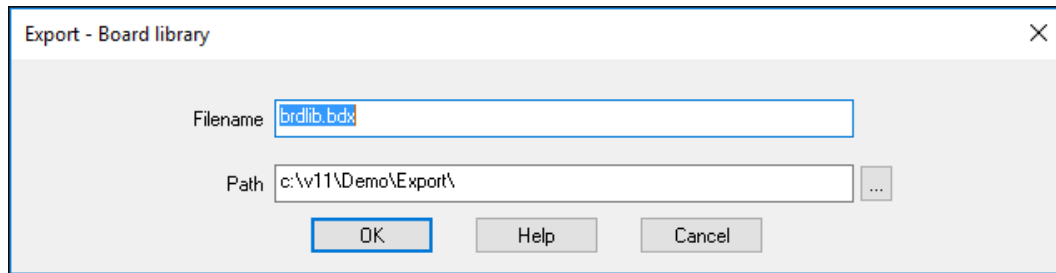 Export - Board library
Filename brdlib.bdx
Path c:\v11\Demo\Export\ ...
OK Help Cancel